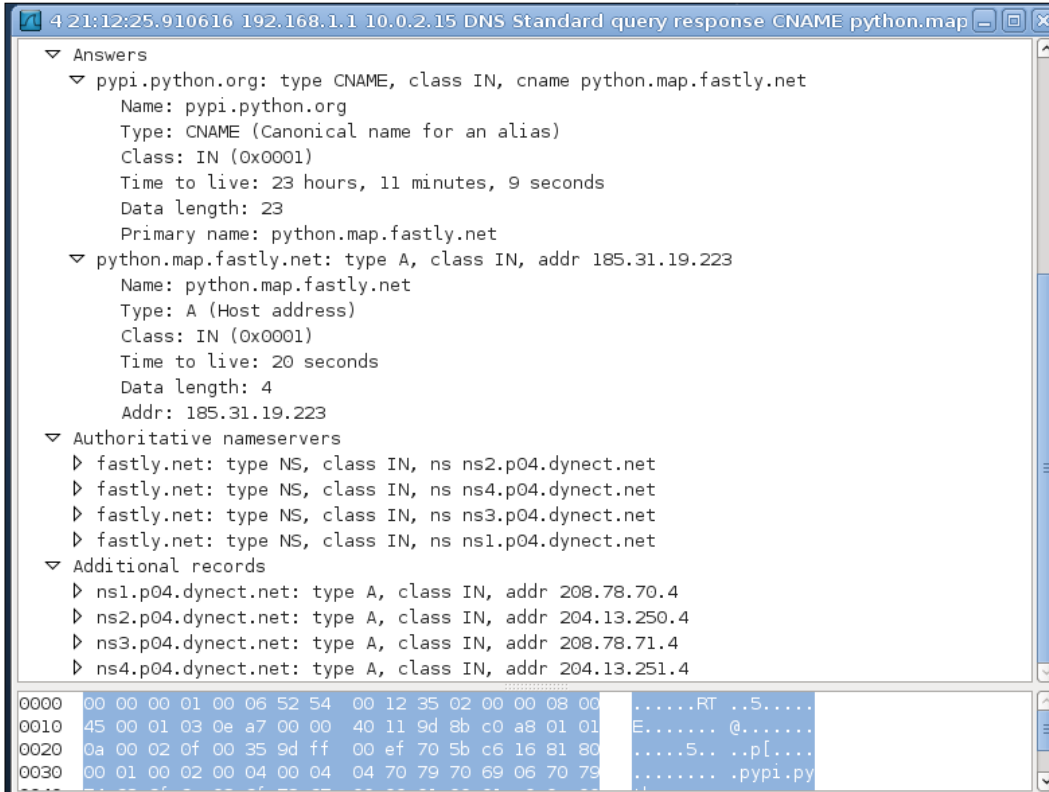 4 21:12:25.910616 192.168.1.1 10.0.2.15 DNS Standard query response CNAME python.map
Answers
pypi.python.org: type CNAME, class IN, cname python.map.fastly.net
Name: pypi.python.org
Type: CNAME (Canonical name for an alias)
Class: IN (0x0001)
Time to live: 23 hours, 11 minutes, 9 seconds
Data length: 23
Primary name: python.map.fastly.net
python.map.fastly.net: type A, class IN, addr 185.31.19.223
Name: python.map.fastly.net
Type: A (Host address)
Class: IN (0x0001)
Time to live: 20 seconds
Data length: 4
Addr: 185.31.19.223
Authoritative nameservers
fastly.net: type NS, class IN, ns ns2.p04.dynect.net
fastly.net: type NS, class IN, ns ns4.p04.dynect.net
fastly.net: type NS, class IN, ns ns3.p04.dynect.net
fastly.net: type NS, class IN, ns ns1.p04.dynect.net
Additional records
ns1.p04.dynect.net: type A, class IN, addr 208.78.70.4
ns2.p04.dynect.net: type A, class IN, addr 204.13.250.4
ns3.p04.dynect.net: type A, class IN, addr 208.78.71.4
ns4.p04.dynect.net: type A, class IN, addr 204.13.251.4
0000 00 00 00 01 00 06 52 54 00 12 35 02 00 00 08 00 ......RT ..5.....
0010 45 00 01 03 0e a7 00 00 40 11 9d 8b c0 a8 01 01 E....... @.......
0020 0a 00 02 0f 00 35 9d ff 00 ef 70 5b c6 16 81 80 .....5.. ..p[....
0030 00 01 00 02 00 04 00 04 04 70 79 70 69 06 70 79 ........ .pypi.py